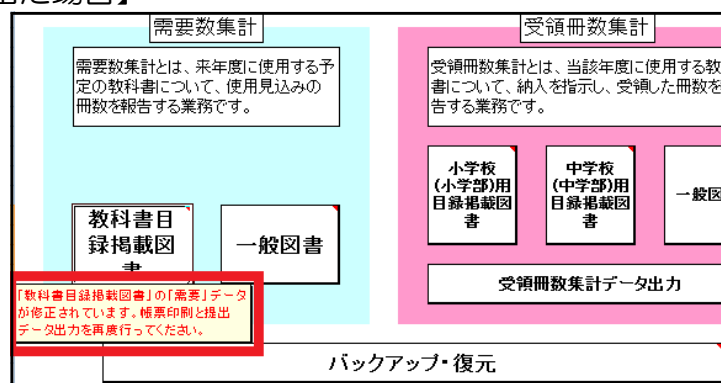 需要数集計
需要数集計とは、来年度に使用する予
定の教科書について、使用見込みの
冊数を報告する業務です。
教科書目
録掲載図
書
一般図書
「教科書目録掲載図書」の「需要」データ
が修正されています。帳票印刷と提出
データ出力を再度行ってください。
受領冊数集計
受領冊数集計とは、当該年度に使用する教
書について、納入を指示し、受領した冊数を
告する業務です。
小学校
(小学部)用
目録掲載図
書
中学校
(中学部)用
目録掲載図
書
一般図
受領冊数集計データ出力
バックアップ・復元